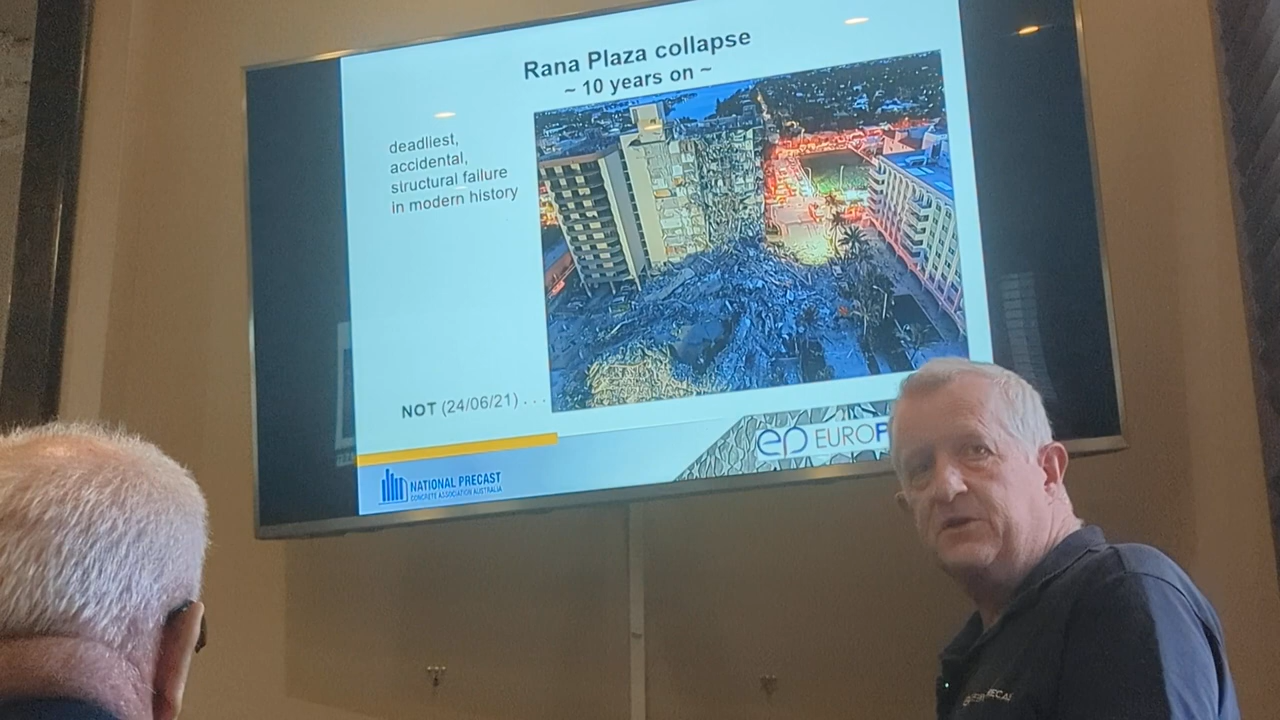 Rana Plaza collapse
~ 10 years on ~
deadliest,
accidental,
structural failure
in modern history
NOT (24/06/21) . . .
NATIONAL PRECAST
CONCRETE ASSOCIATION AUSTRALIA
ep EURO